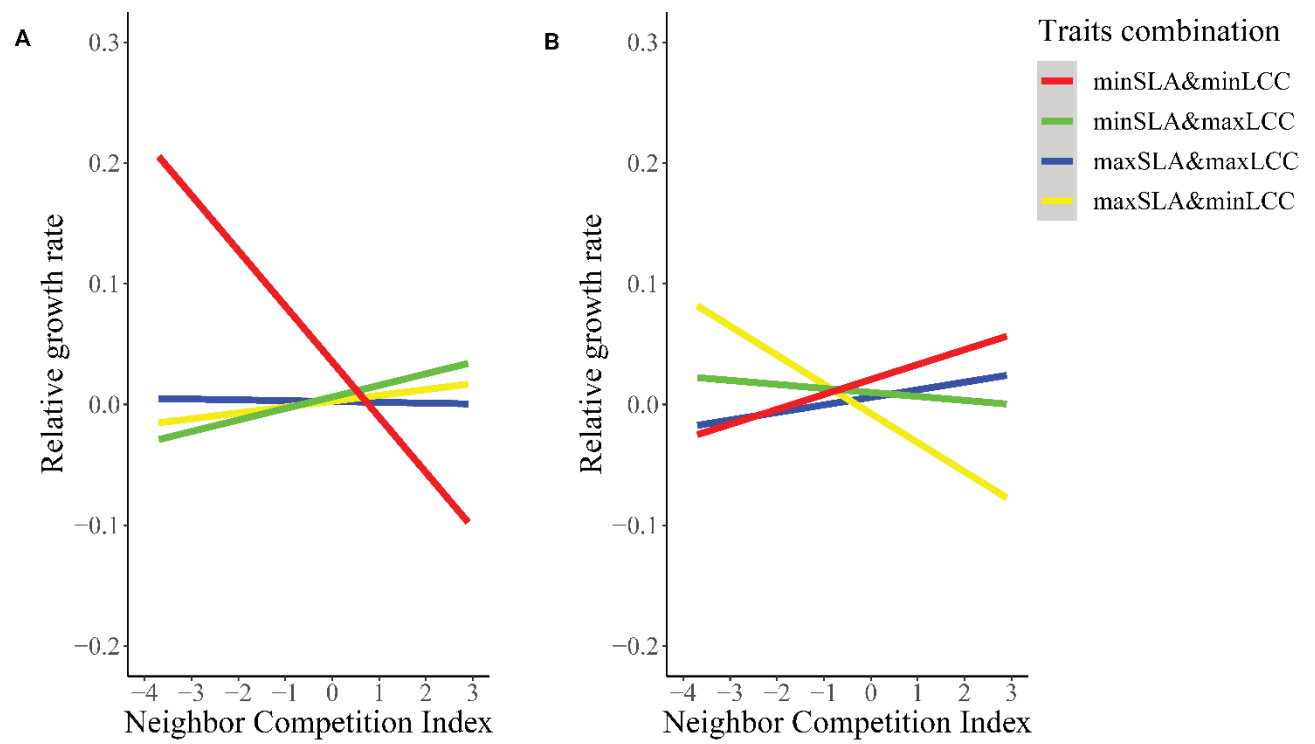 A
0.3
0.2
0.1
0.0
−0.1
−0.2
Relative growth rate
−4 −3 −2 −1 0 1 2 3
Neighbor Competition Index
B
0.3
0.2
0.1
0.0
−0.1
−0.2
Relative growth rate
−4 −3 −2 −1 0 1 2 3
Neighbor Competition Index
Traits combination
minSLA&minLCC
minSLA&maxLCC
maxSLA&maxLCC
maxSLA&minLCC